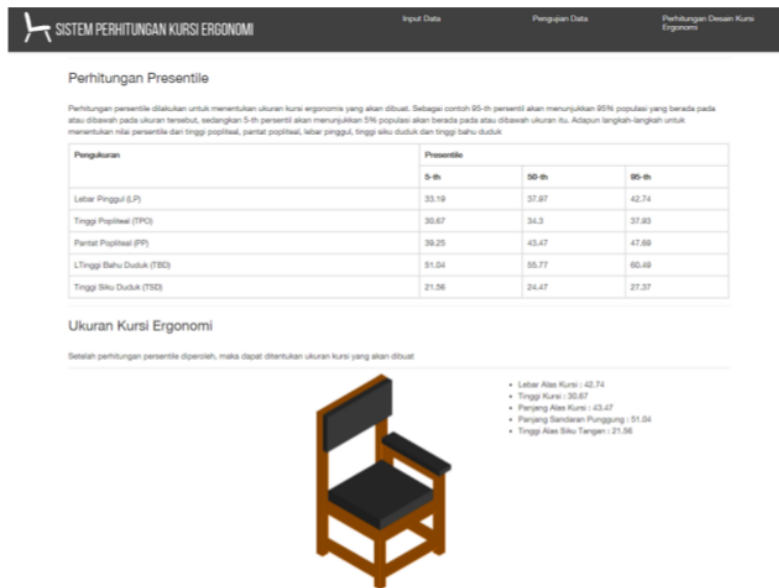 SISTEM PERHITUNGAN KURSI ERGONOMI
Input Data
Pengujian Data
Perhitungan Desain Kursi
Ergonomi
Perhitungan Presentile
Perhitungan persentile dilakukan untuk menentukan ukuran kursi ergonomis yang akan dibuat. Sebagai contoh 95-th persentil akan menunjukkan 95% populasi yang berada pada
atau dibawah pada ukuran tersebut, sedangkan 5-th persentil akan menunjukkan 5% populasi akan berada pada atau dibawah ukuran itu. Adapun langkah-langkah untuk
menentukan nilai persentile dari tinggi popliteal, pantat popliteal, lebar pinggul, tinggi siku duduk dan tinggi bahu duduk
Pengukuran Presentile
5-th 50-th 95-th
Lebar Pinggul (LP) 33.19 37.97 42.74
Tinggi Popliteal (TPO) 30.67 34.3 37.93
Pantat Popliteal (PP) 39.25 43.47 47.69
LTinggi Bahu Duduk (TBD) 51.04 55.77 60.49
Tinggi Siku Duduk (TSD) 21.56 24.47 27.37
Ukuran Kursi Ergonomi
Setelah perhitungan persentile diperoleh, maka dapat ditentukan ukuran kursi yang akan dibuat
• Lebar Alas Kursi : 42.74
• Tinggi Kursi : 30.67
• Panjang Alas Kursi : 43.47
• Panjang Sandaran Punggung : 51.04
• Tinggi Alas Siku Tangan : 21.56